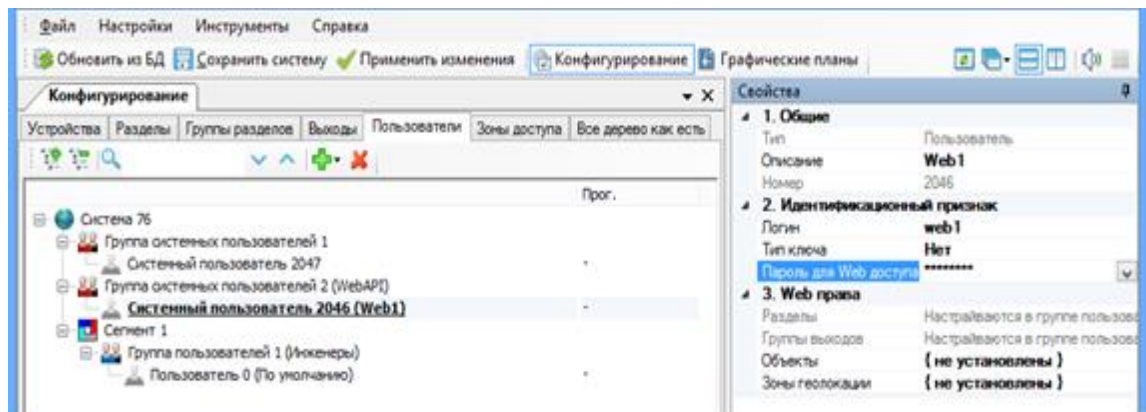 Файл Настройки Инструменты Справка
Обновить из БД Сохранить систему Применить изменения Конфигурирование Графические планы
Конфигурирование
Устройства Разделы Группы разделов Выходы Пользователи Зоны доступа Все дерево как есть
Прог.
Система 76
Группа системных пользователей 1
Системный пользователь 2047 -
Группа системных пользователей 2 (WebAPI)
Системный пользователь 2046 (Web1) -
Сегмент 1
Группа пользователей 1 (Инженеры)
Пользователь 0 (По умолчанию) -
Свойства
1. Общие
Тип Пользователь
Описание Web1
Номер 2046
2. Идентификационный признак
Логин web1
Тип ключа Нет
Пароль для Web доступа ********
3. Web права
Разделы Настраиваются в группе пользова
Группы выходов Настраиваются в группе пользова
Объекты { не установлены }
Зоны геолокации { не установлены }